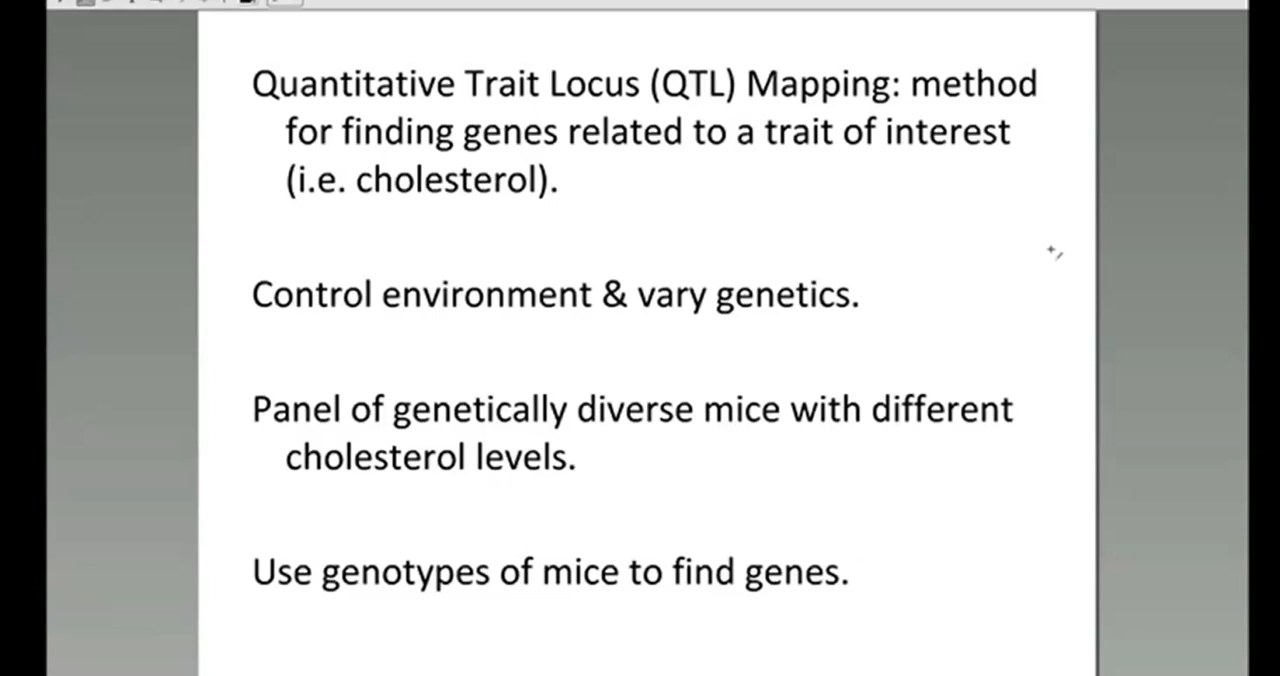 Quantitative Trait Locus (QTL) Mapping: method
for finding genes related to a trait of interest
(i.e. cholesterol).
Control environment & vary genetics.
Panel of genetically diverse mice with different
cholesterol levels.
Use genotypes of mice to find genes.